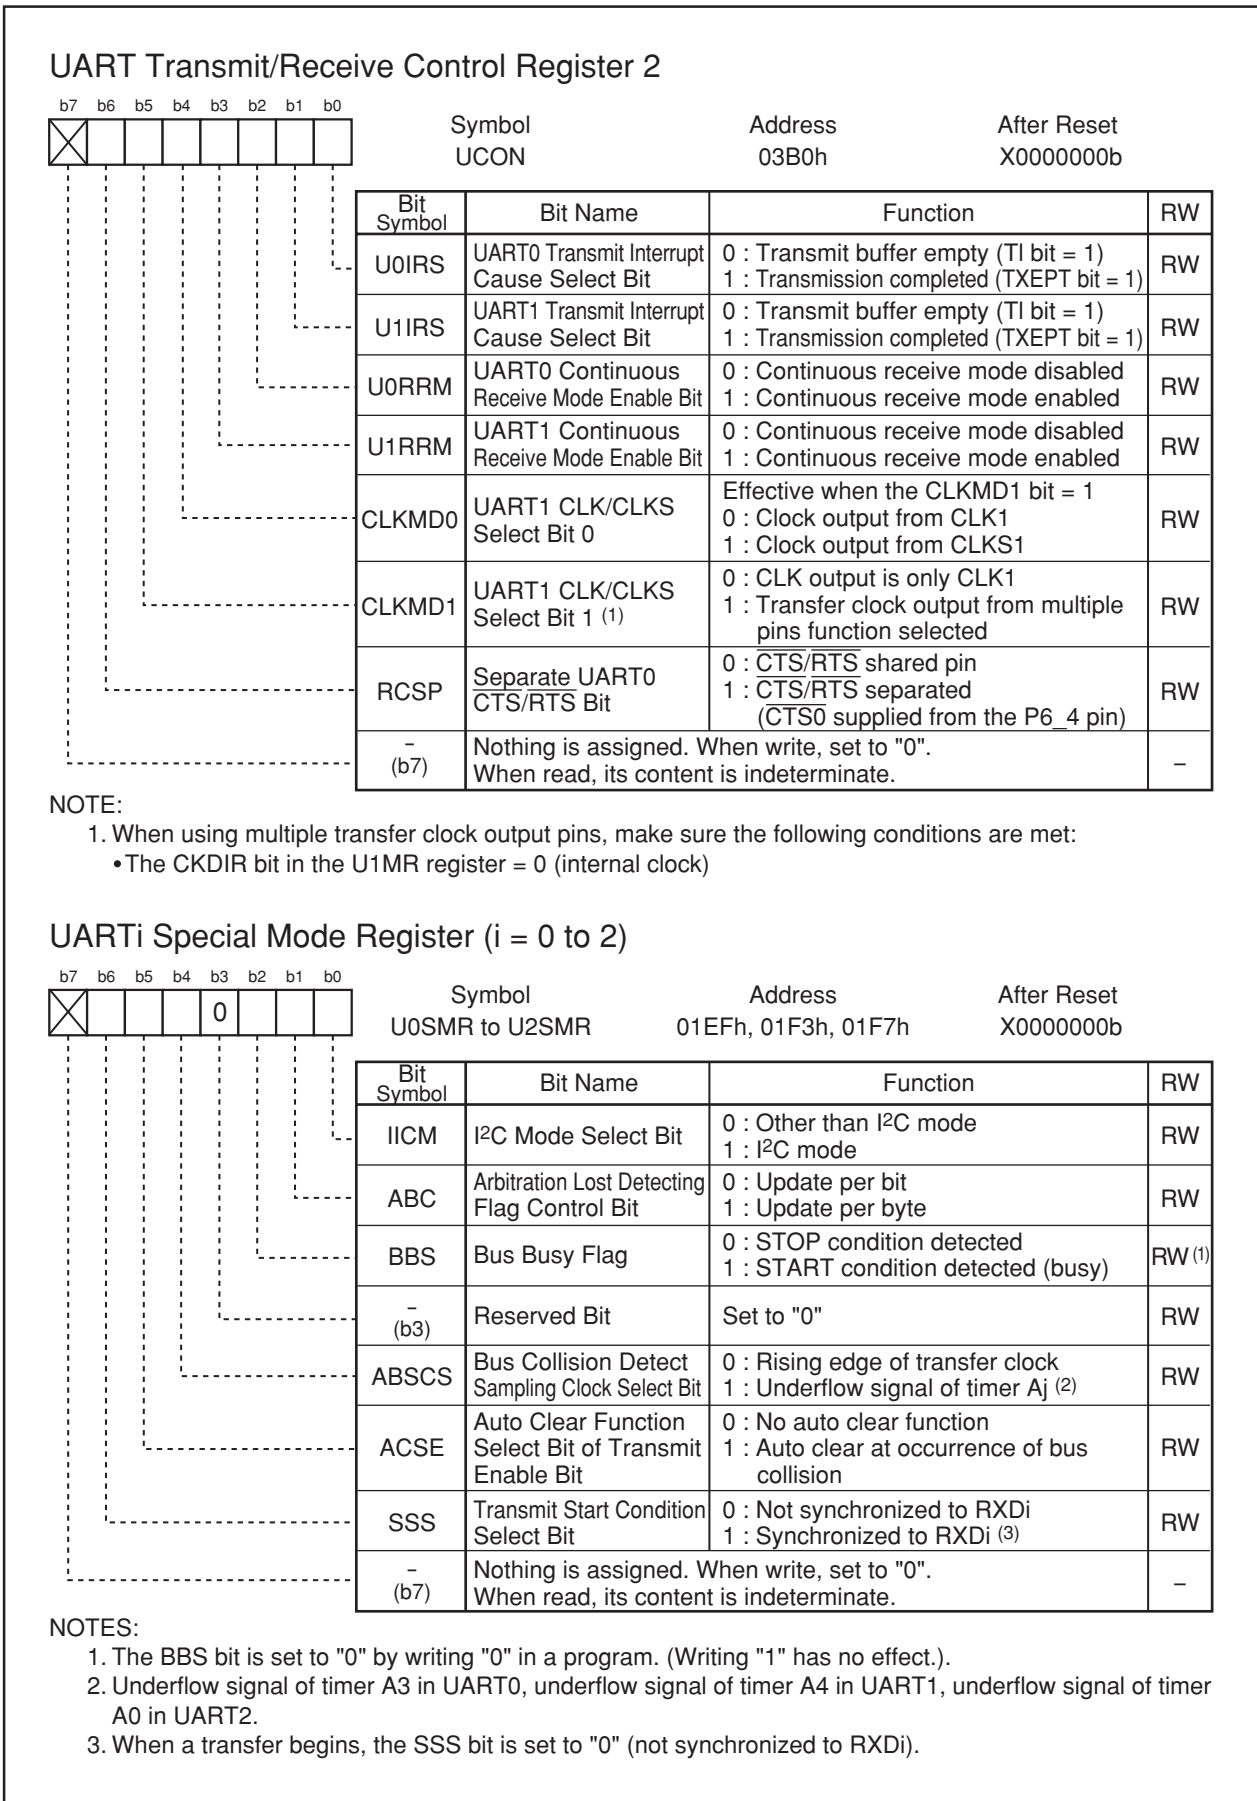 UART Transmit/Receive Control Register 2
b7 b6 b5 b4 b3 b2 b1 b0
Symbol Address After Reset
UCON 03B0h X0000000b
Bit Symbol Bit Name Function RW
U0IRS UART0 Transmit Interrupt Cause Select Bit 0 : Transmit buffer empty (TI bit = 1)
1 : Transmission completed (TXEPT bit = 1) RW
U1IRS UART1 Transmit Interrupt Cause Select Bit 0 : Transmit buffer empty (TI bit = 1)
1 : Transmission completed (TXEPT bit = 1) RW
U0RRM UART0 Continuous Receive Mode Enable Bit 0 : Continuous receive mode disabled
1 : Continuous receive mode enabled RW
U1RRM UART1 Continuous Receive Mode Enable Bit 0 : Continuous receive mode disabled
1 : Continuous receive mode enabled RW
CLKMD0 UART1 CLK/CLKS Select Bit 0 Effective when the CLKMD1 bit = 1
0 : Clock output from CLK1
1 : Clock output from CLKS1 RW
CLKMD1 UART1 CLK/CLKS Select Bit 1 (1) 0 : CLK output is only CLK1
1 : Transfer clock output from multiple
pins function selected RW
RCSP Separate UART0 CTS/RTS Bit 0 : CTS/RTS shared pin
1 : CTS/RTS separated
(CTS0 supplied from the P6_4 pin) RW
– (b7) Nothing is assigned. When write, set to "0".
When read, its content is indeterminate. –
NOTE:
1. When using multiple transfer clock output pins, make sure the following conditions are met:
•The CKDIR bit in the U1MR register = 0 (internal clock)
UARTi Special Mode Register (i = 0 to 2)
b7 b6 b5 b4 b3 b2 b1 b0
0
Symbol Address After Reset
U0SMR to U2SMR 01EFh, 01F3h, 01F7h X0000000b
Bit Symbol Bit Name Function RW
IICM I2C Mode Select Bit 0 : Other than I2C mode
1 : I2C mode RW
ABC Arbitration Lost Detecting Flag Control Bit 0 : Update per bit
1 : Update per byte RW
BBS Bus Busy Flag 0 : STOP condition detected
1 : START condition detected (busy) RW (1)
– (b3) Reserved Bit Set to "0" RW
ABSCS Bus Collision Detect Sampling Clock Select Bit 0 : Rising edge of transfer clock
1 : Underflow signal of timer Aj (2) RW
ACSE Auto Clear Function Select Bit of Transmit Enable Bit 0 : No auto clear function
1 : Auto clear at occurrence of bus
collision RW
SSS Transmit Start Condition Select Bit 0 : Not synchronized to RXDi
1 : Synchronized to RXDi (3) RW
– (b7) Nothing is assigned. When write, set to "0".
When read, its content is indeterminate. –
NOTES:
1. The BBS bit is set to "0" by writing "0" in a program. (Writing "1" has no effect.).
2. Underflow signal of timer A3 in UART0, underflow signal of timer A4 in UART1, underflow signal of timer
A0 in UART2.
3. When a transfer begins, the SSS bit is set to "0" (not synchronized to RXDi).